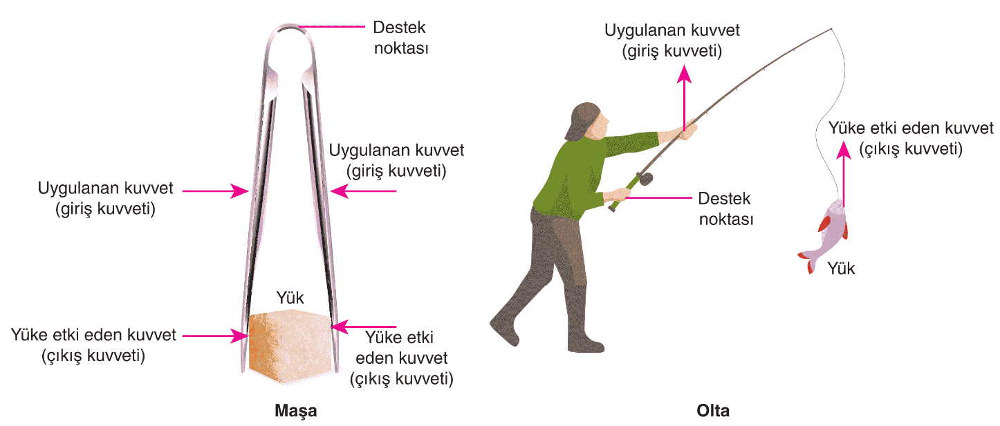 Destek
noktası
Uygulanan kuvvet
(giriş kuvveti)
Uygulanan kuvvet
(giriş kuvveti)
Yük
Yüke etki eden kuvvet
(çıkış kuvveti)
Yüke etki
eden kuvvet
(çıkış kuvveti)
Maşa
Uygulanan kuvvet
(giriş kuvveti)
Yüke etki eden kuvvet
(çıkış kuvveti)
Destek
noktası
Yük
Olta